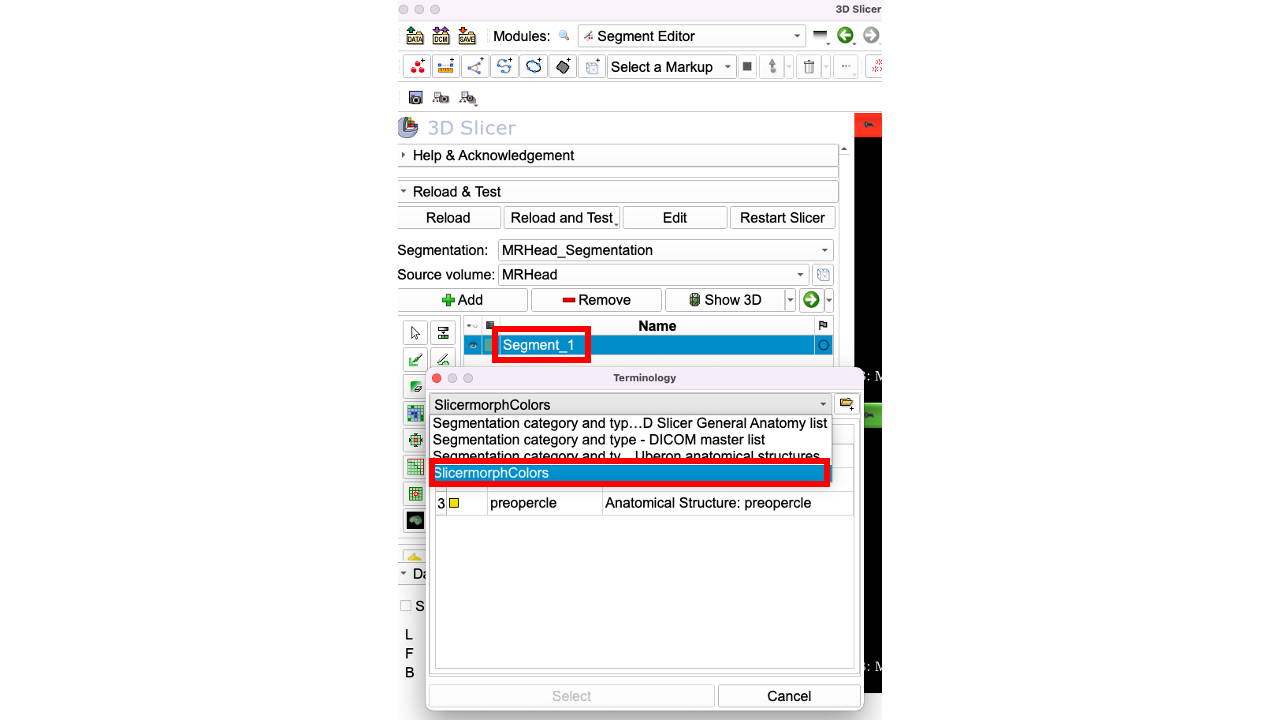 3D Slicer
DATA DCM SAVE Modules: Segment Editor
Select a Markup
3D Slicer
Help & Acknowledgement
Reload & Test
Reload Reload and Test Edit Restart Slicer
Segmentation: MRHead_Segmentation
Source volume: MRHead
Add Remove Show 3D
Name
Segment_1
Terminology
SlicermorphColors
Segmentation category and typ...D Slicer General Anatomy list
Segmentation category and type - DICOM master list
Segmentation category and ty... Uberon anatomical structures
SlicermorphColors
3 preopercle Anatomical Structure: preopercle
L
F
B
Select Cancel